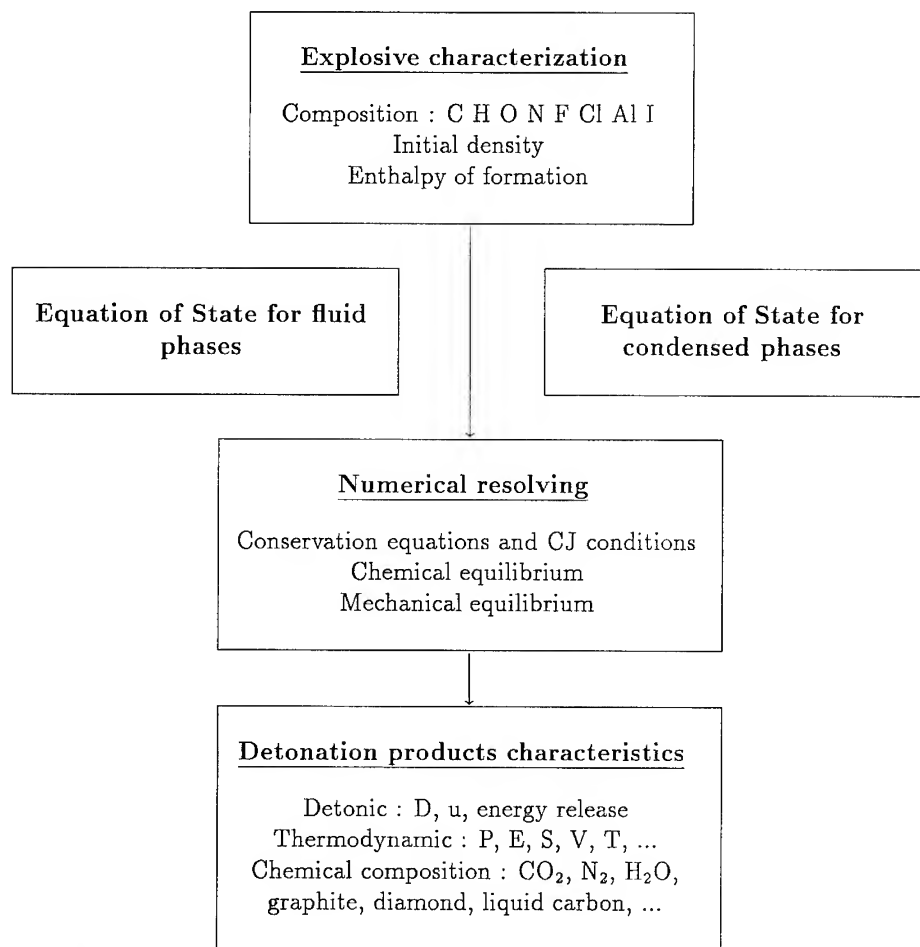 Explosive characterization
Composition : C H O N F Cl Al I
Initial density
Enthalpy of formation
Equation of State for fluid
phases
Equation of State for
condensed phases
Numerical resolving
Conservation equations and CJ conditions
Chemical equilibrium
Mechanical equilibrium
Detonation products characteristics
Detonic : D, u, energy release
Thermodynamic : P, E, S, V, T, ...
Chemical composition : CO₂, N₂, H₂O,
graphite, diamond, liquid carbon, ...